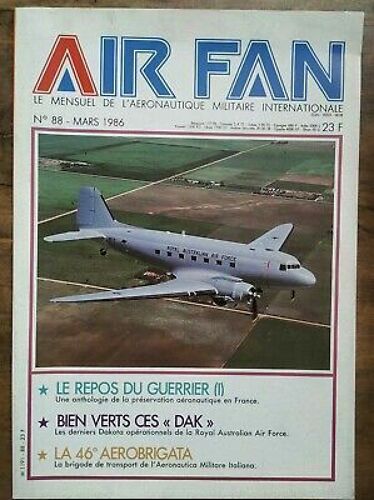 AIR FAN
LE MENSUEL DE L'AÉRONAUTIQUE MILITAIRE INTERNATIONALE
N° 88 - MARS 1986
23 F
ROYAL AUSTRALIAN AIR FORCE
★ LE REPOS DU GUERRIER (I)
Une anthologie de la préservation aéronautique en France.
★ BIEN VERTS CES « DAK »
Les derniers Dakota opérationnels de la Royal Australian Air Force.
★ LA 46° AEROBRIGATA
La brigade de transport de l'Aeronautica Militare Italiana.